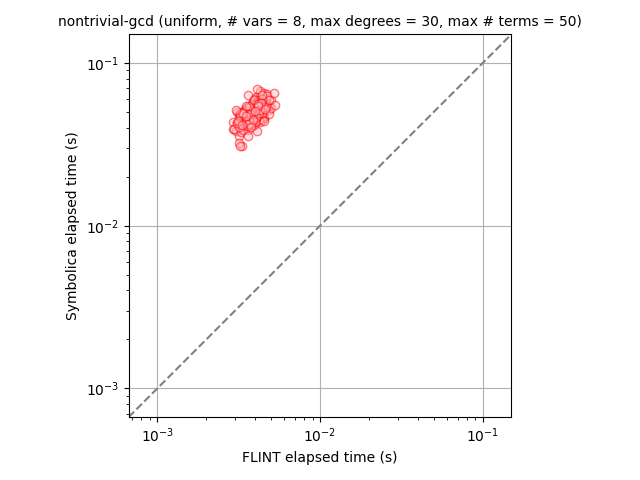 nontrivial-gcd (uniform, # vars = 8, max degrees = 30, max # terms = 50)
10⁻¹
10⁻²
10⁻³
Symbolica elapsed time (s)
10⁻³
10⁻²
10⁻¹
FLINT elapsed time (s)